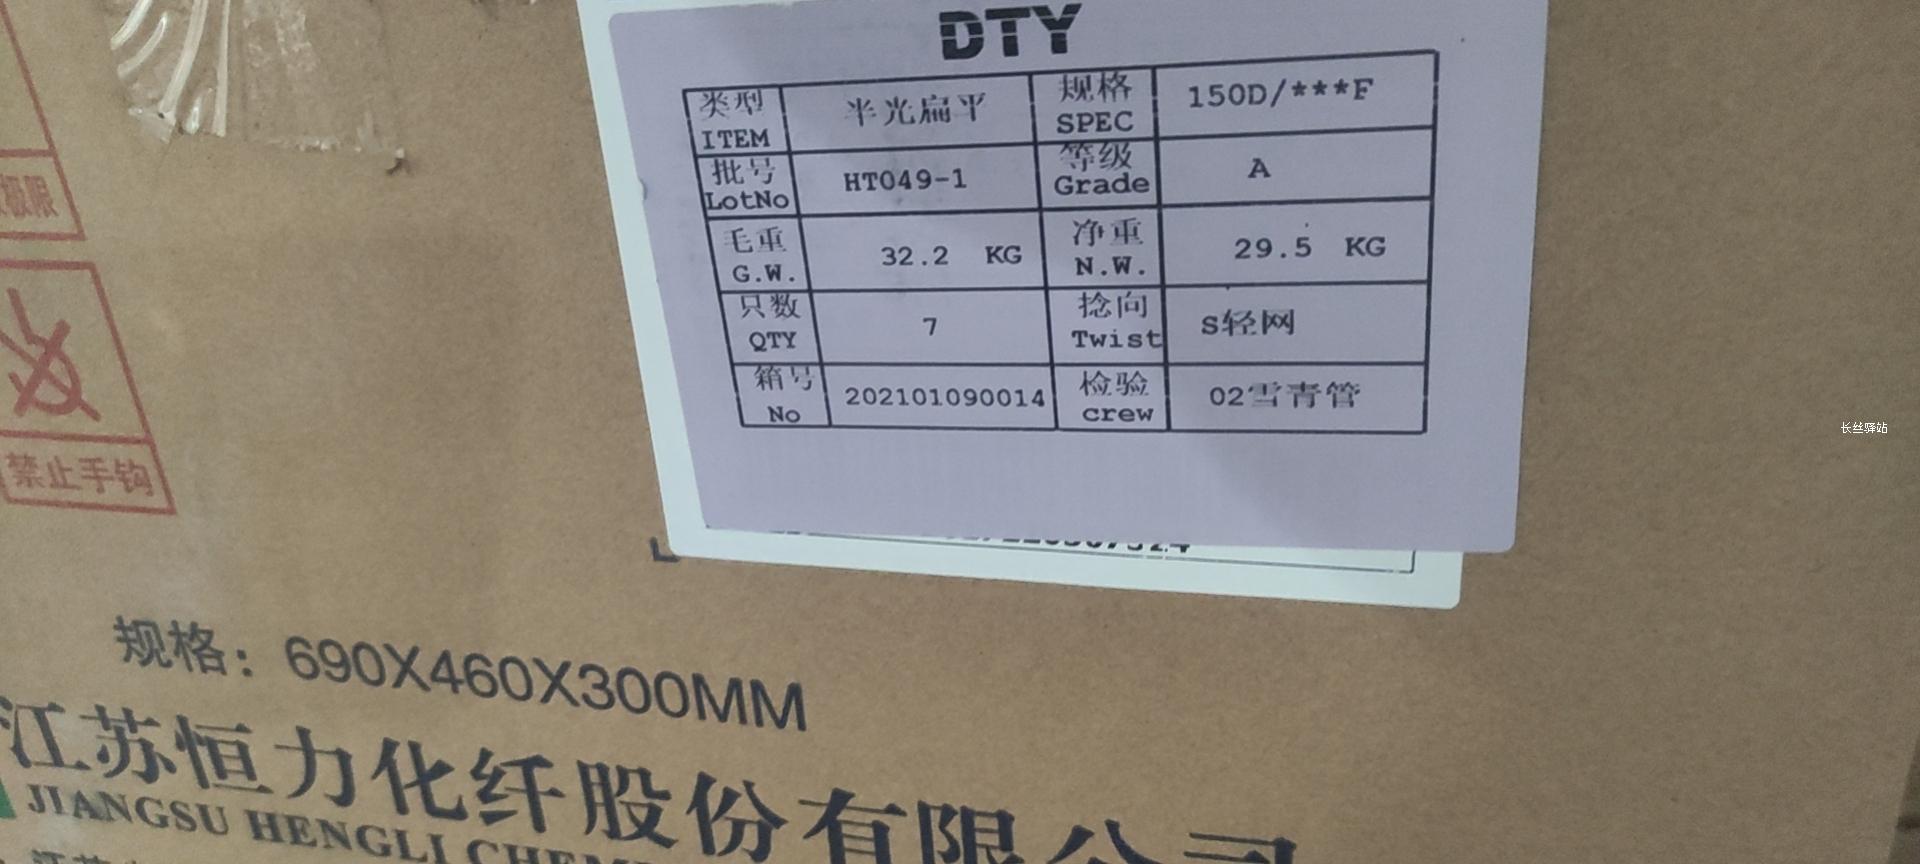 DTY
类型 ITEM 半光扁平 规格 SPEC 150D/***F
批号 LotNo HT049-1 等级 Grade A
毛重 G.W. 32.2 KG 净重 N.W. 29.5 KG
只数 QTY 7 捻向 Twist S轻网
箱号 No 202101090014 检验 crew 02雪青管
极限
禁止手钩
长丝驿站
规格：690X460X300MM
江苏恒力化纤股份有限公司
JIANGSU HENGLI